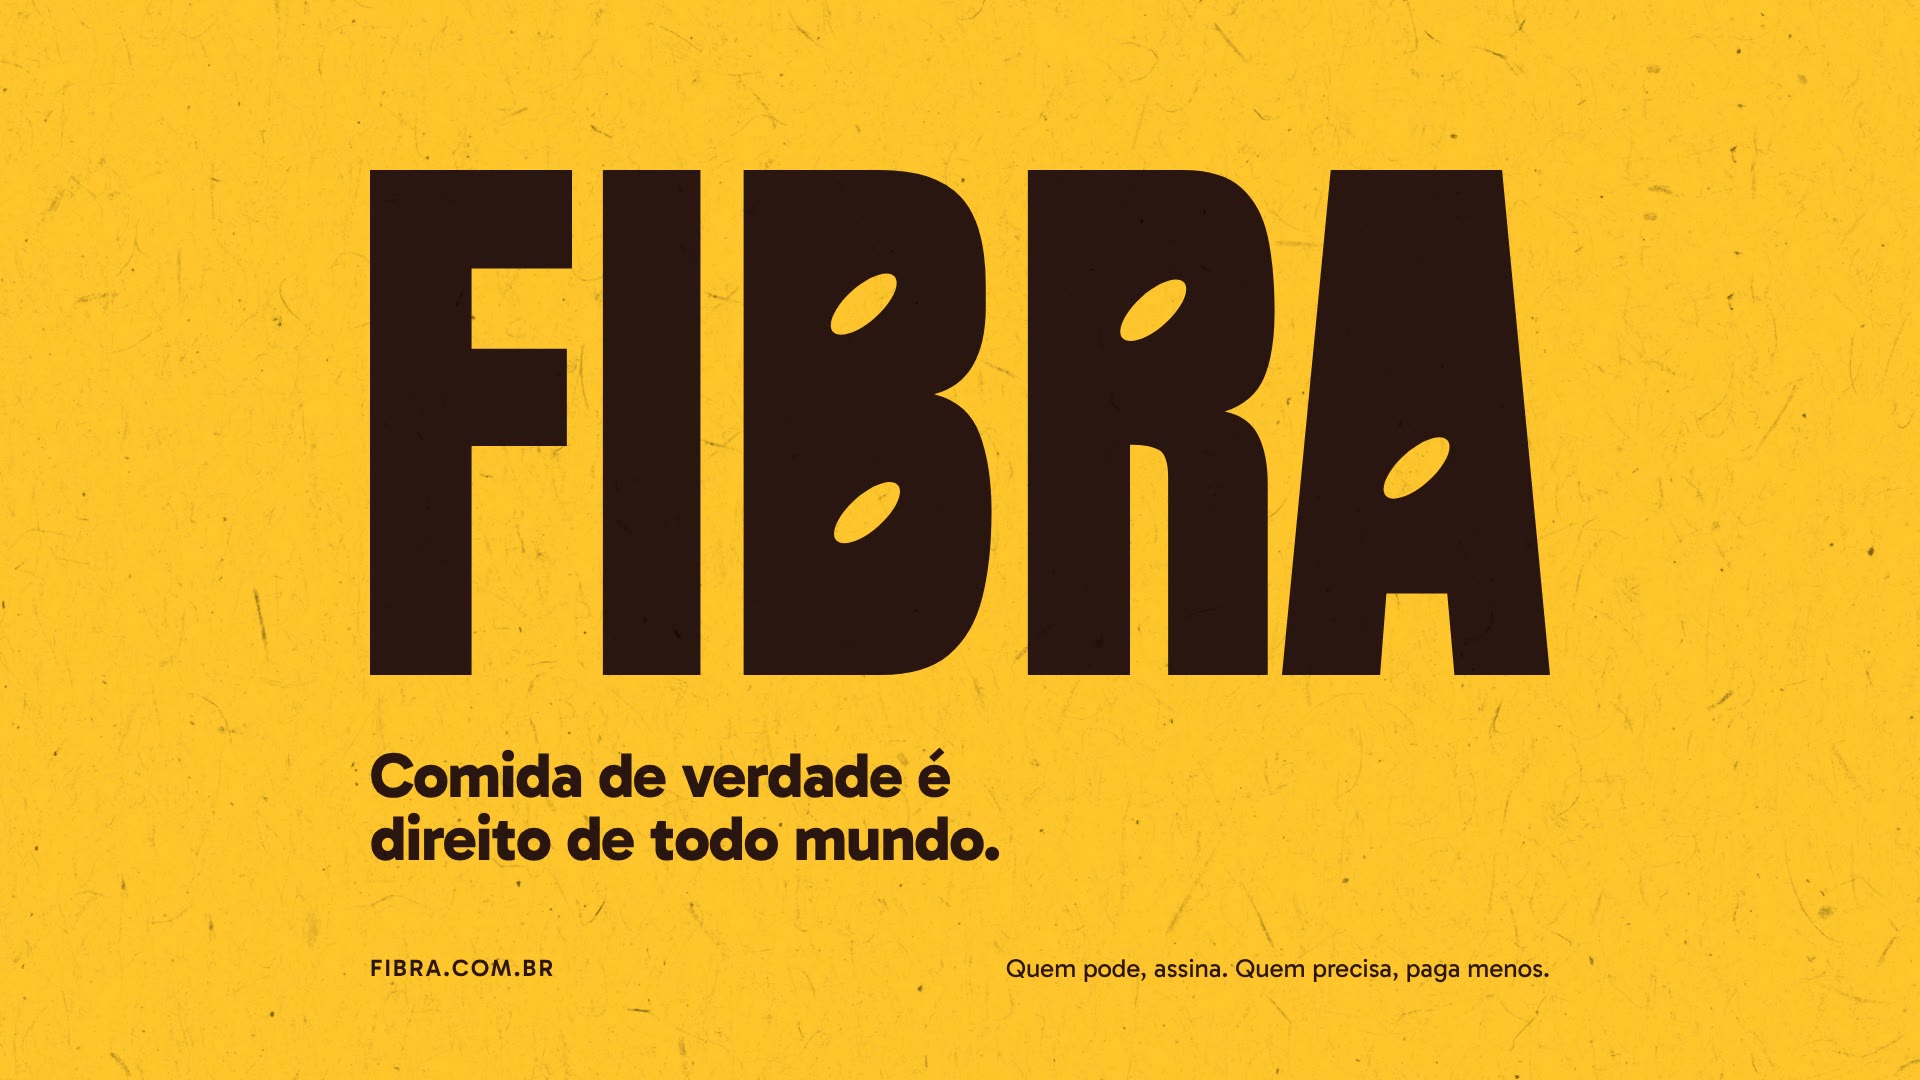 FIBRA
Comida de verdade é
direito de todo mundo.
FIBRA.COM.BR
Quem pode, assina. Quem precisa, paga menos.